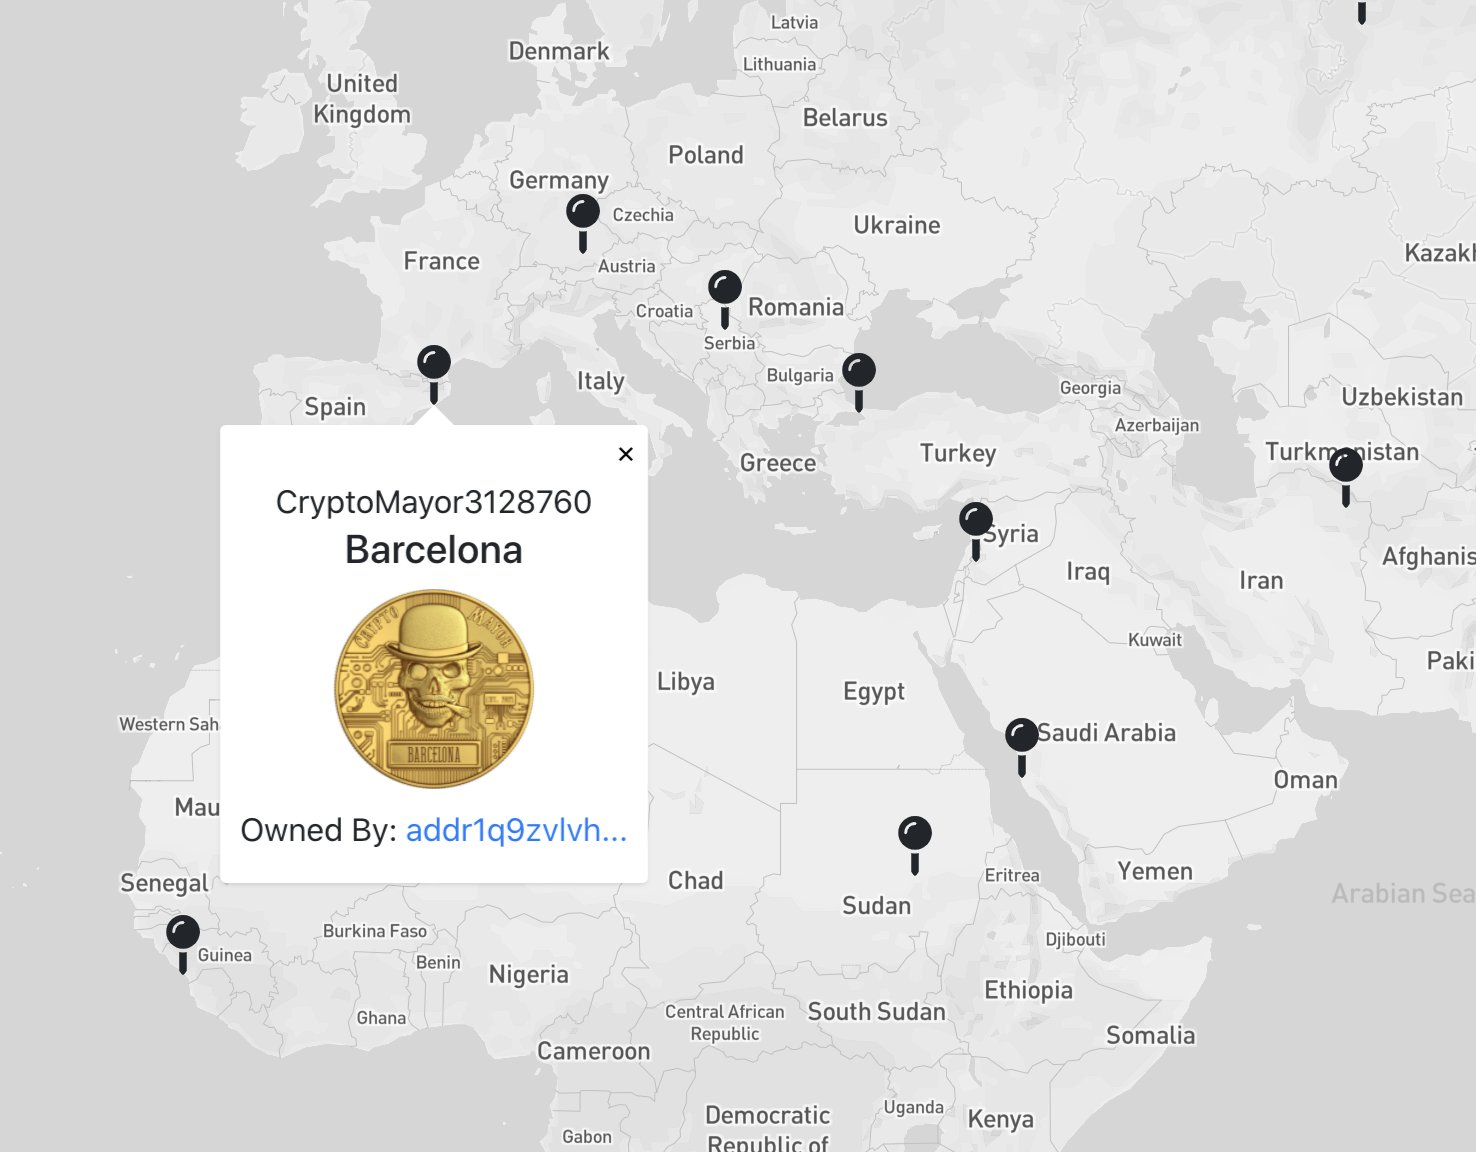 Latvia
Denmark
Lithuania
United
Kingdom
Belarus
Poland
Germany
Czechia
Ukraine
France
Kazakh
Austria
Croatia
Romania
Serbia
Bulgaria
Italy
Georgia
Uzbekistan
Spain
Azerbaijan
Turkey
Turkmenistan
Greece
CryptoMayor3128760
Barcelona
CRYPTO MAYOR
EST. 2021
BARCELONA
Owned By: addr1q9zvlvh...
Syria
Iraq
Iran
Afghanis
Kuwait
Paki
Libya
Egypt
Western Sah
Saudi Arabia
Oman
Mau
Chad
Yemen
Senegal
Eritrea
Arabian Sea
Sudan
Burkina Faso
Djibouti
Guinea
Benin
Nigeria
Ethiopia
Central African
Republic
South Sudan
Ghana
Somalia
Cameroon
Uganda
Democratic
Republic of
Kenya
Gabon